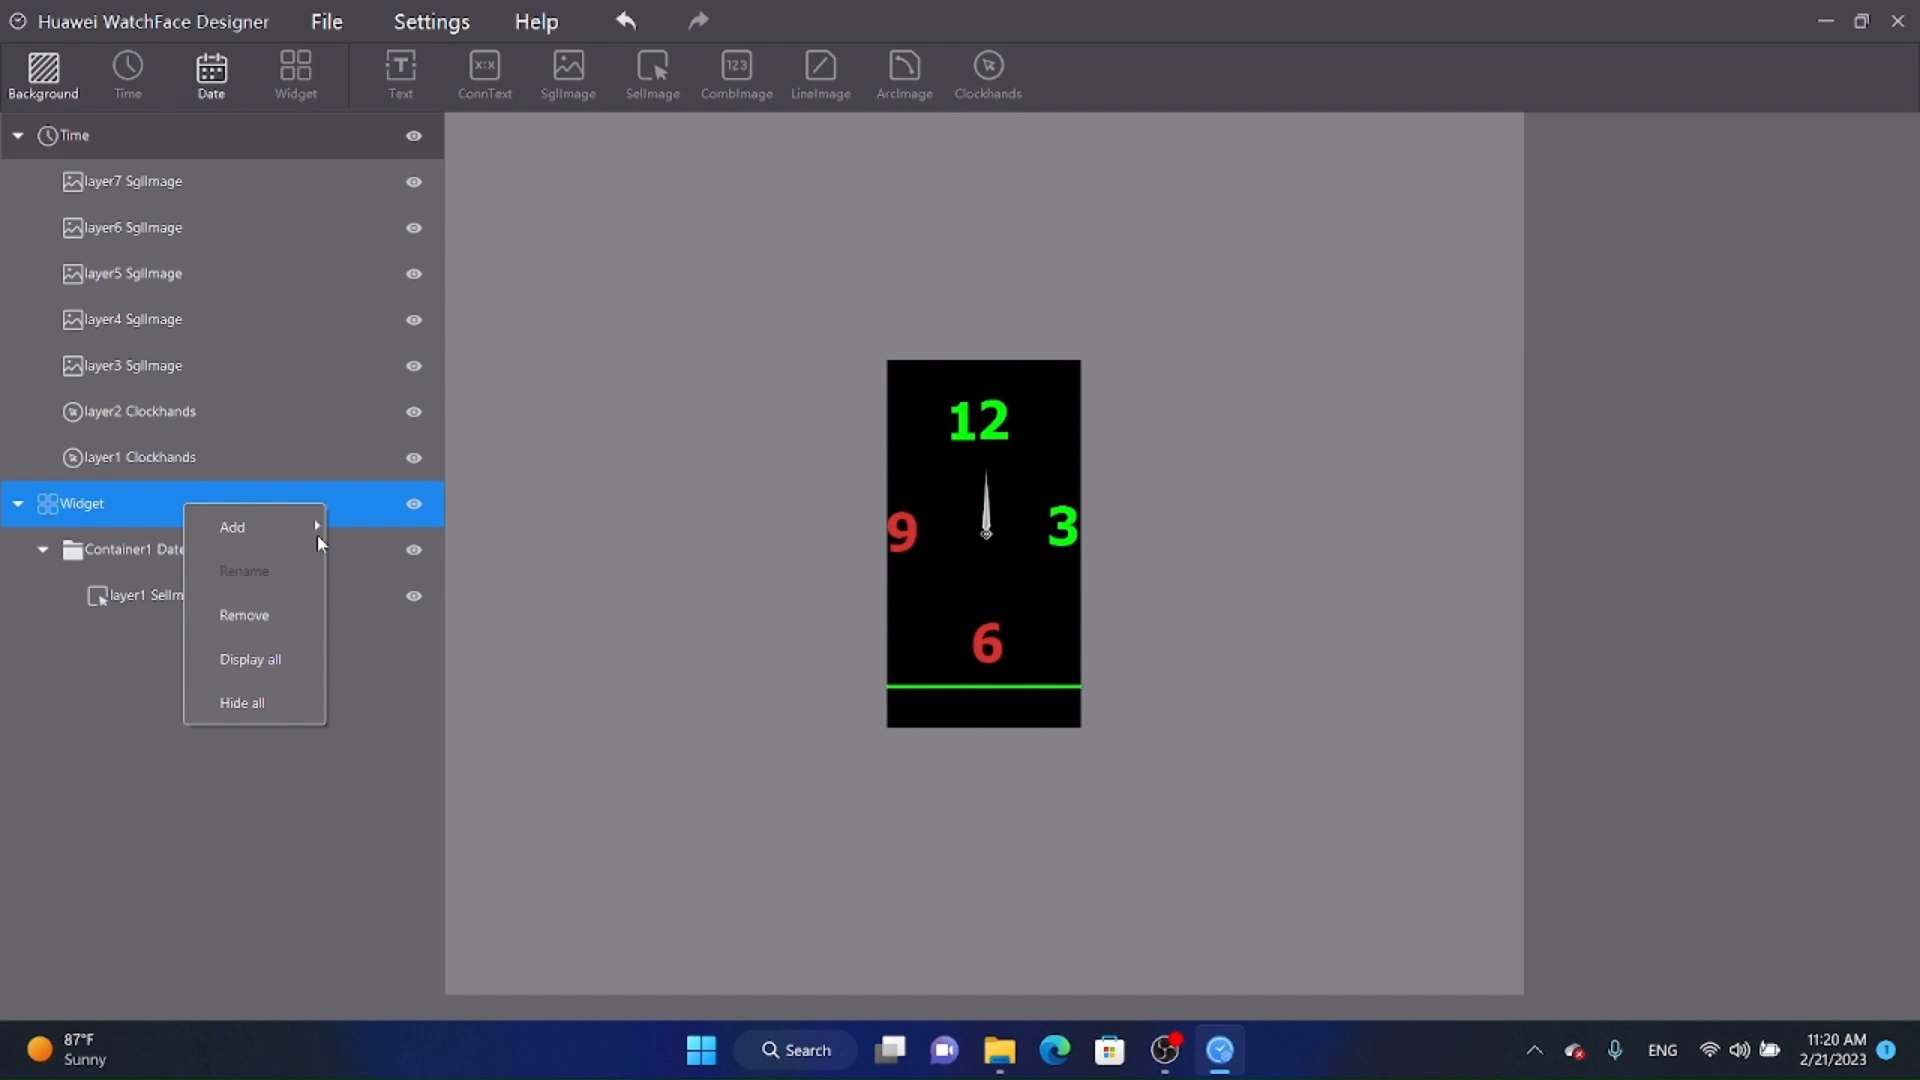 Huawei WatchFace Designer File Settings Help
Background Time Date Widget Text ConnText SglImage SelImage CombImage LineImage ArcImage Clockhands
Time
layer7 SglImage
layer6 SglImage
layer5 SglImage
layer4 SglImage
layer3 SglImage
layer2 Clockhands
layer1 Clockhands
Widget
Container1 Date
layer1 SelIm
Add
Rename
Remove
Display all
Hide all
12
9 3
6
87°F
Sunny
Search
ENG
11:20 AM
2/21/2023
1